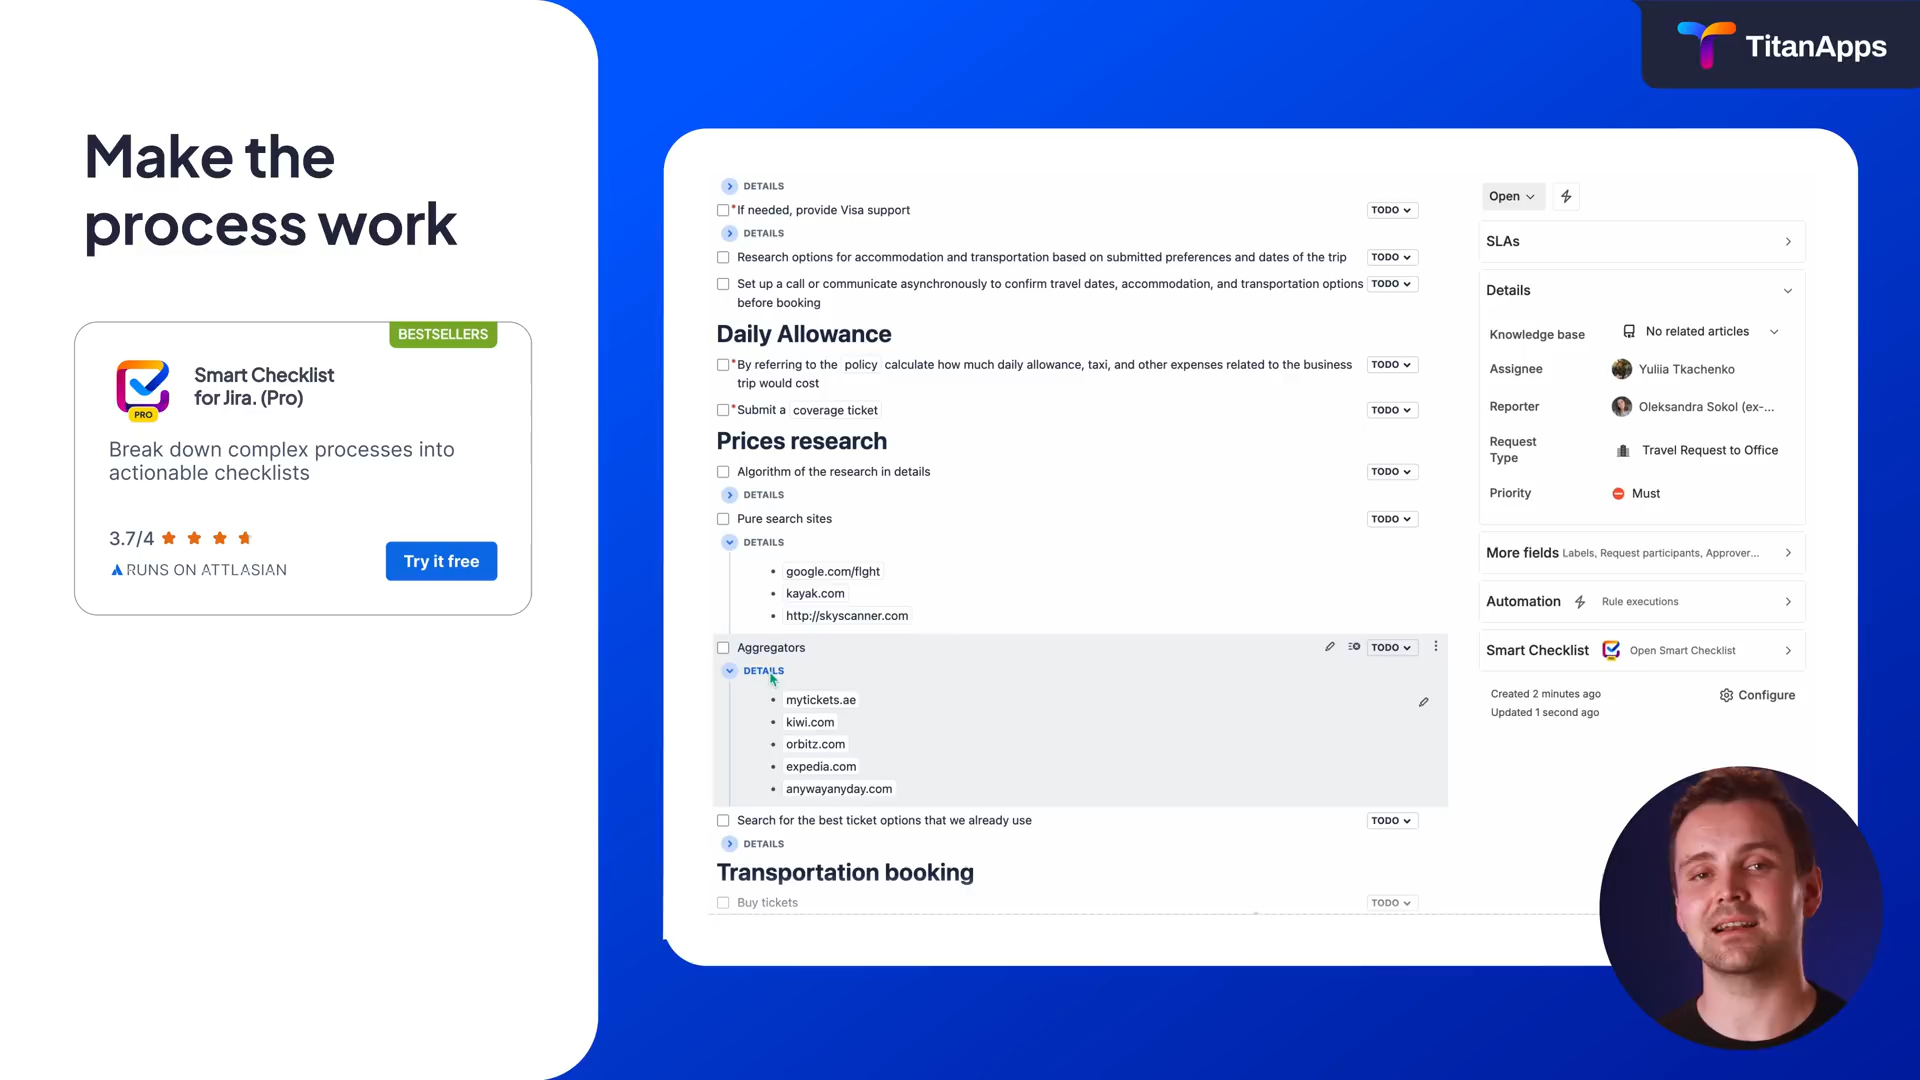 TitanApps
Make the
process work
BESTSELLERS
Smart Checklist
for Jira. (Pro)
PRO
Break down complex processes into
actionable checklists
3.7/4
RUNS ON ATTLASIAN
Try it free
DETAILS
*If needed, provide Visa support TODO
DETAILS
Research options for accommodation and transportation based on submitted preferences and dates of the trip TODO
Set up a call or communicate asynchronously to confirm travel dates, accommodation, and transportation options TODO
before booking
Daily Allowance
*By referring to the policy calculate how much daily allowance, taxi, and other expenses related to the business TODO
trip would cost
*Submit a coverage ticket TODO
Prices research
Algorithm of the research in details TODO
DETAILS
Pure search sites TODO
DETAILS
• google.com/flght
• kayak.com
• http://skyscanner.com
Aggregators TODO
DETAILS
• mytickets.ae
• kiwi.com
• orbitz.com
• expedia.com
• anywayanyday.com
Search for the best ticket options that we already use TODO
DETAILS
Transportation booking
Buy tickets TODO
Open
SLAs
Details
Knowledge base No related articles
Assignee Yuliia Tkachenko
Reporter Oleksandra Sokol (ex-...
Request
Type Travel Request to Office
Priority Must
More fields Labels, Request participants, Approver...
Automation Rule executions
Smart Checklist Open Smart Checklist
Created 2 minutes ago Configure
Updated 1 second ago